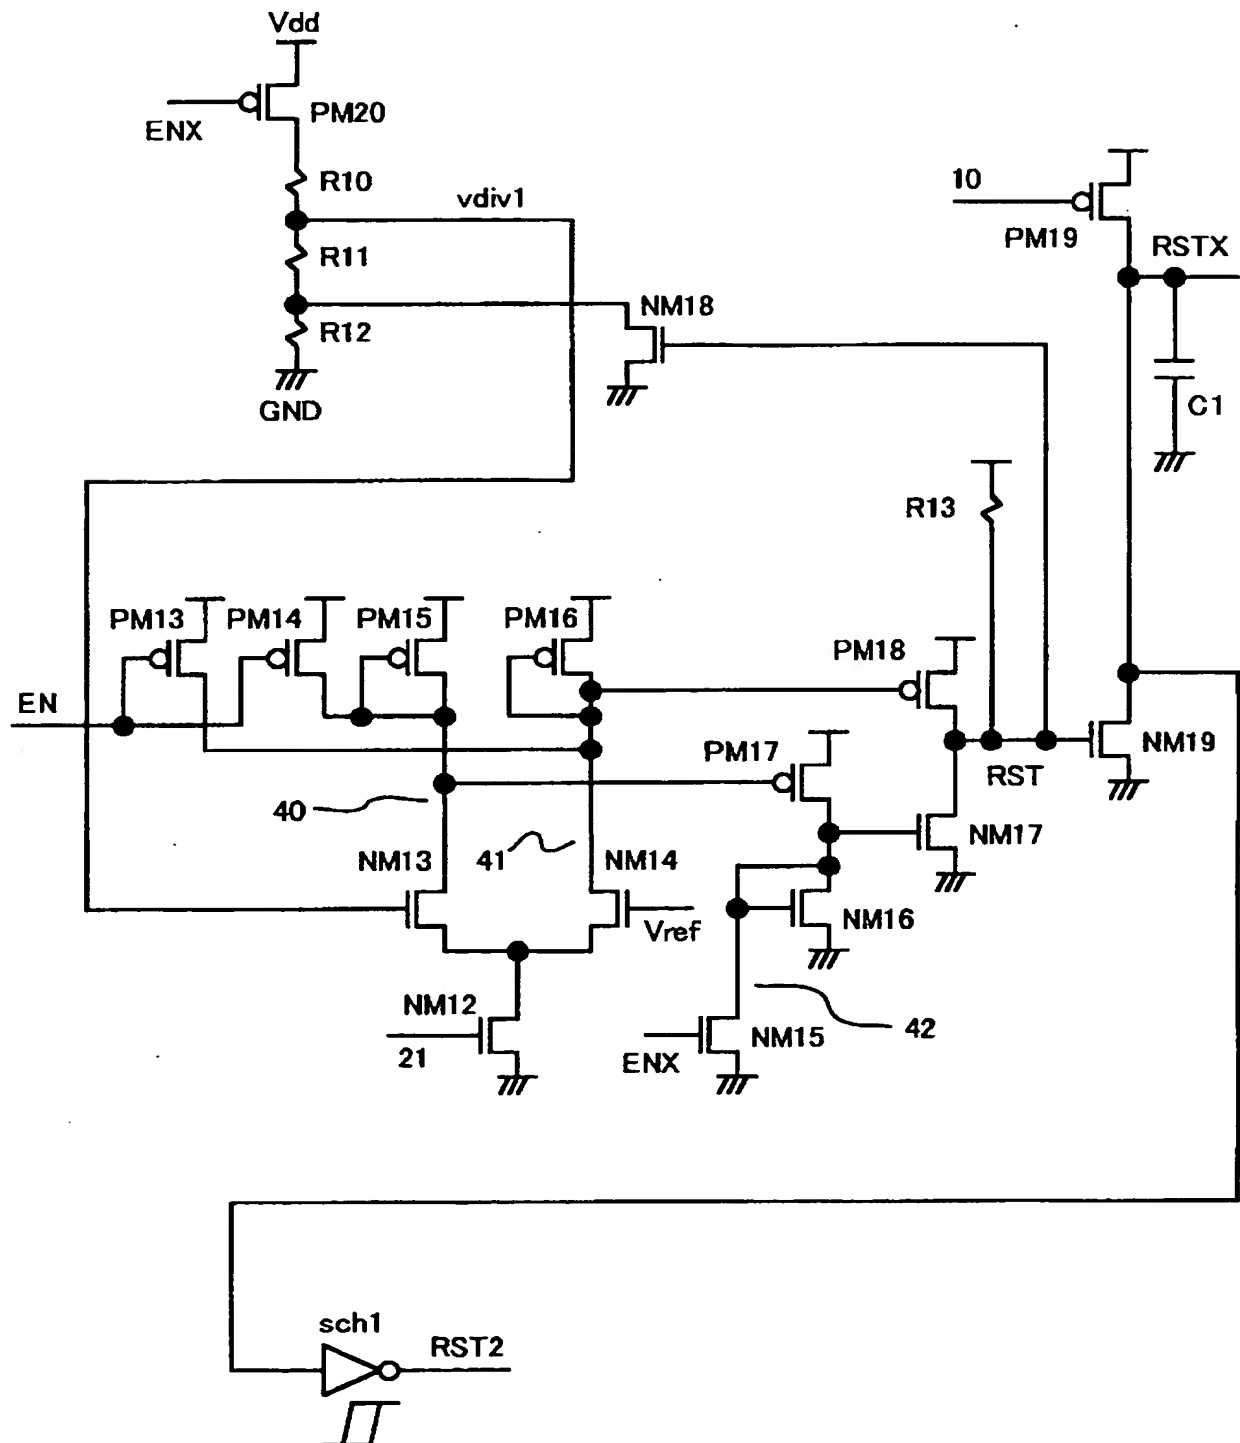 Vdd
PM20
ENX
R10
vdiv1
10
PM19
RSTX
R11
NM18
R12
GND
C1
R13
PM13
PM14
PM15
PM16
PM18
EN
PM17
RST
NM19
40
NM17
NM13
41
NM14
Vref
NM16
NM12
21
ENX
NM15
42
sch1
RST2